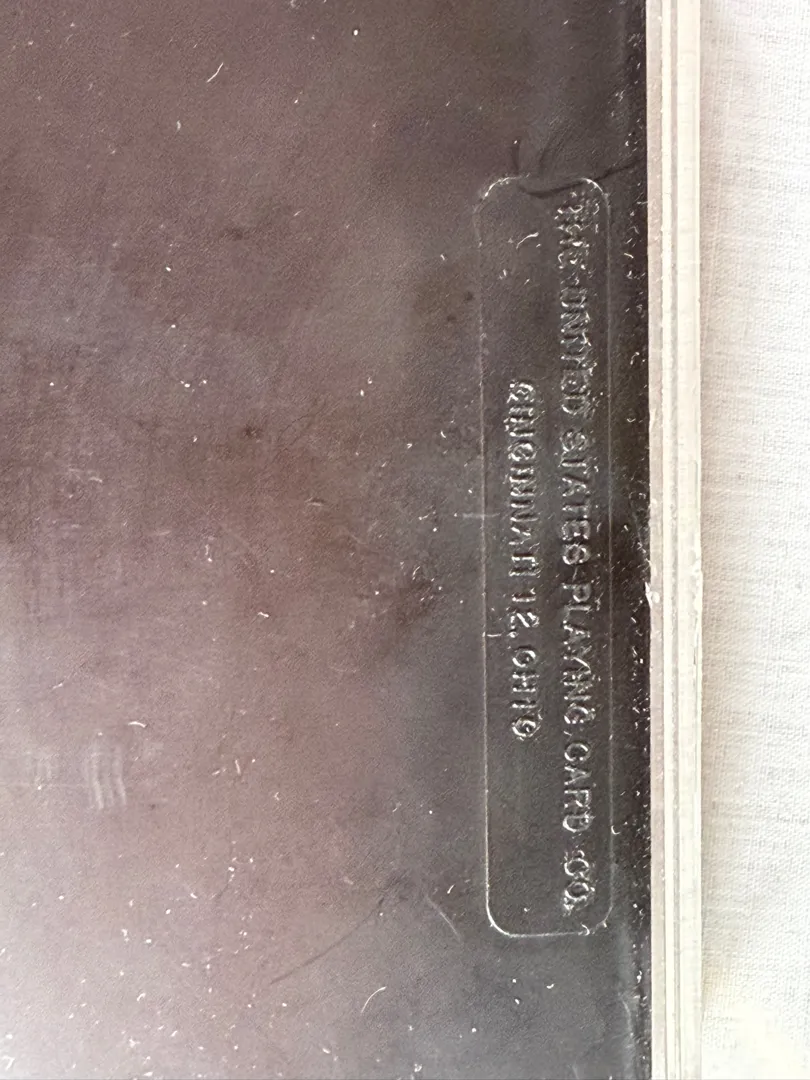 THE UNITED STATES PLAYING CARD CO.
CINCINNATI 12, OHIO